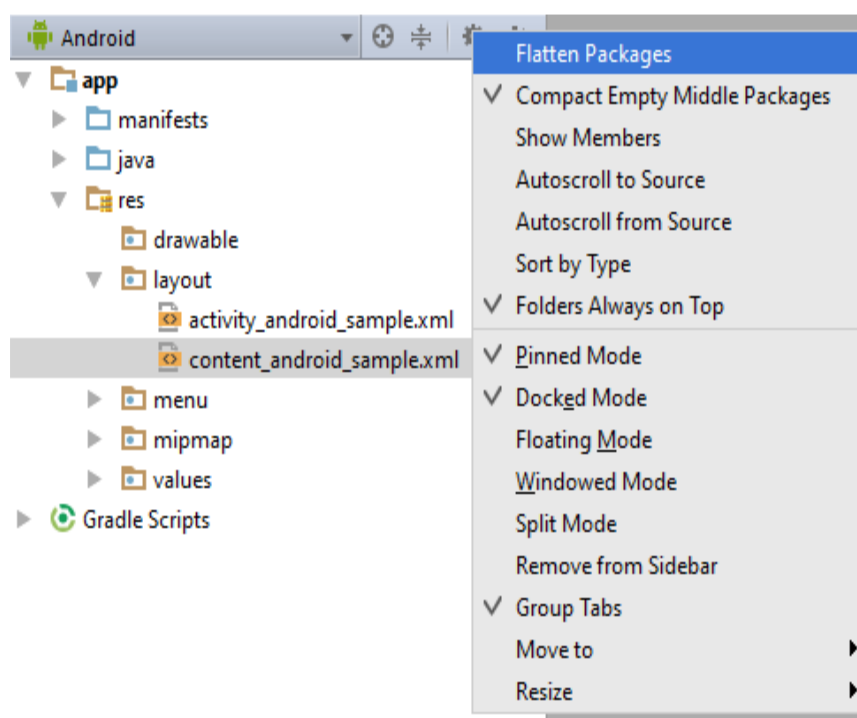 Android
app
manifests
java
res
drawable
layout
activity_android_sample.xml
content_android_sample.xml
menu
mipmap
values
Gradle Scripts
Flatten Packages
Compact Empty Middle Packages
Show Members
Autoscroll to Source
Autoscroll from Source
Sort by Type
Folders Always on Top
Pinned Mode
Docked Mode
Floating Mode
Windowed Mode
Split Mode
Remove from Sidebar
Group Tabs
Move to
Resize